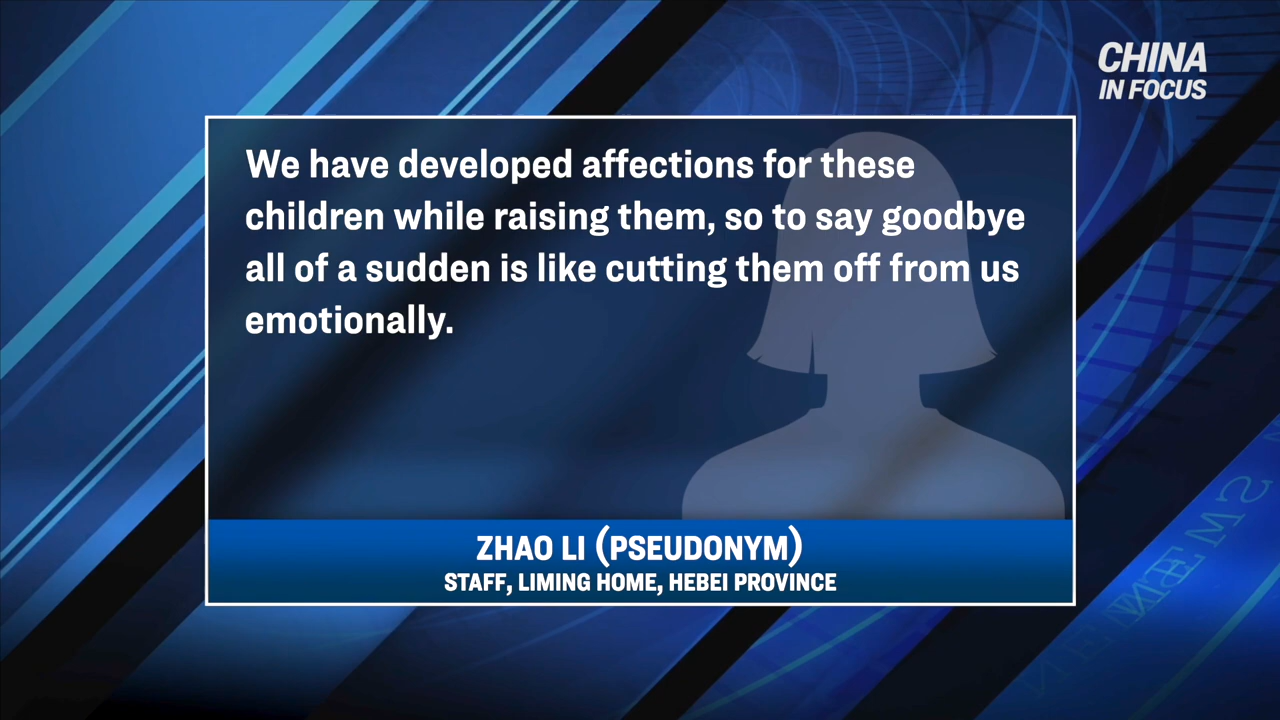 CHINA
IN FOCUS
We have developed affections for these
children while raising them, so to say goodbye
all of a sudden is like cutting them off from us
emotionally.
ZHAO LI (PSEUDONYM)
STAFF, LIMING HOME, HEBEI PROVINCE